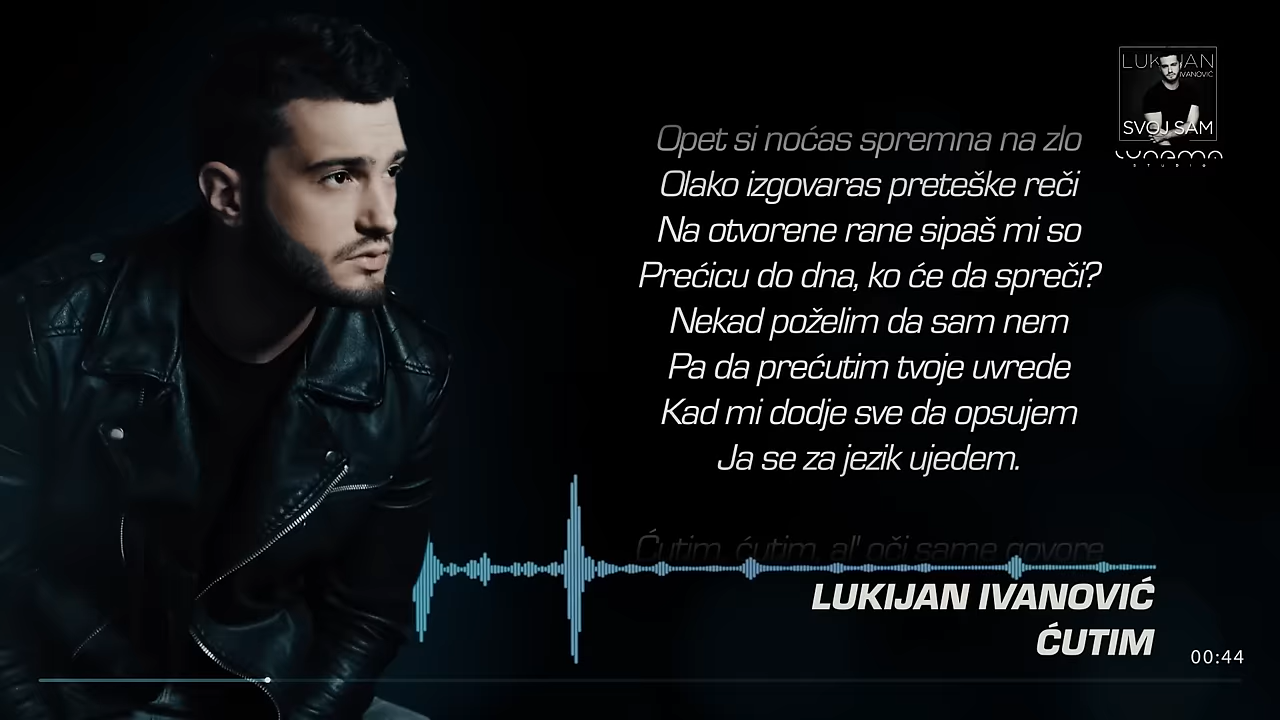 LUKIJAN
IVANOVIĆ
SVOJ SAM
STUDIO
Opet si noćas spremna na zlo
Olako izgovaras preteške reči
Na otvorene rane sipaš mi so
Prećicu do dna, ko će da spreči?
Nekad poželim da sam nem
Pa da prećutim tvoje uvrede
Kad mi dodje sve da opsujem
Ja se za jezik ujedem.
Ćutim, ćutim, al' oči same govore
LUKIJAN IVANOVIĆ
ĆUTIM
00:44